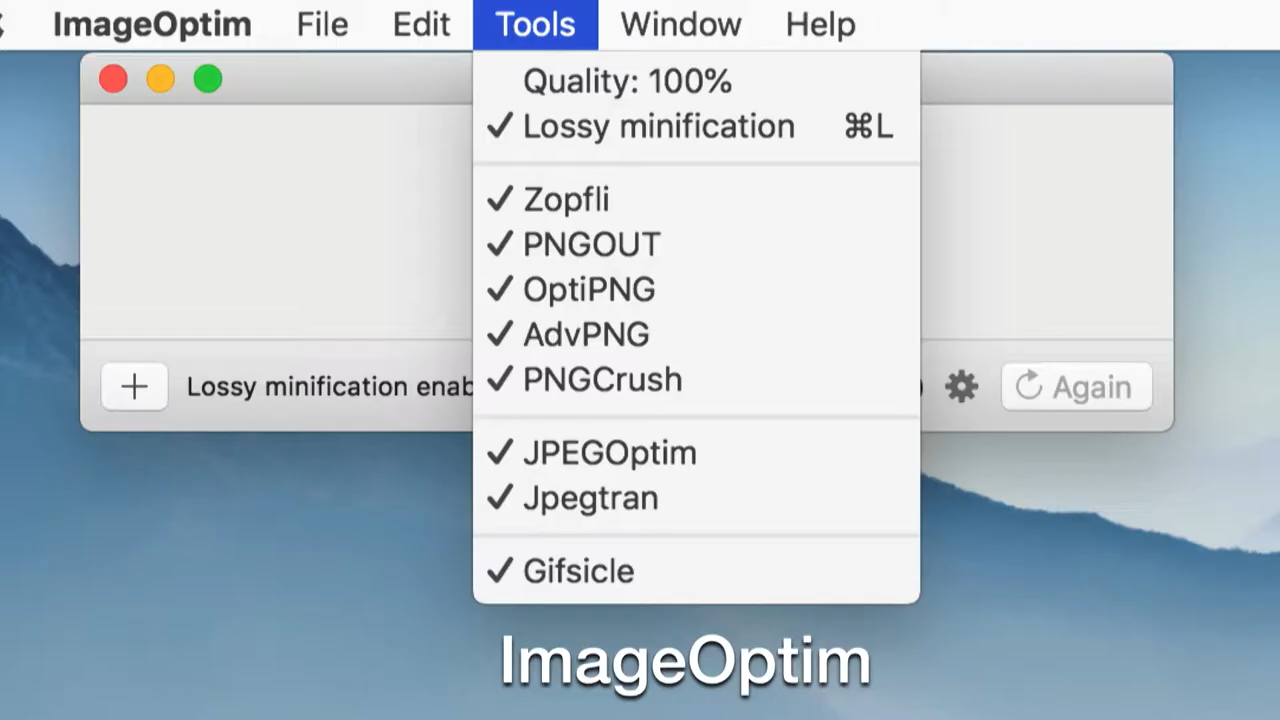 ImageOptim File Edit Tools Window Help
Quality: 100%
✓ Lossy minification ⌘L
✓ Zopfli
✓ PNGOUT
✓ OptiPNG
✓ AdvPNG
✓ PNGCrush
Lossy minification enab
Again
✓ JPEGOptim
✓ Jpegtran
✓ Gifsicle
ImageOptim